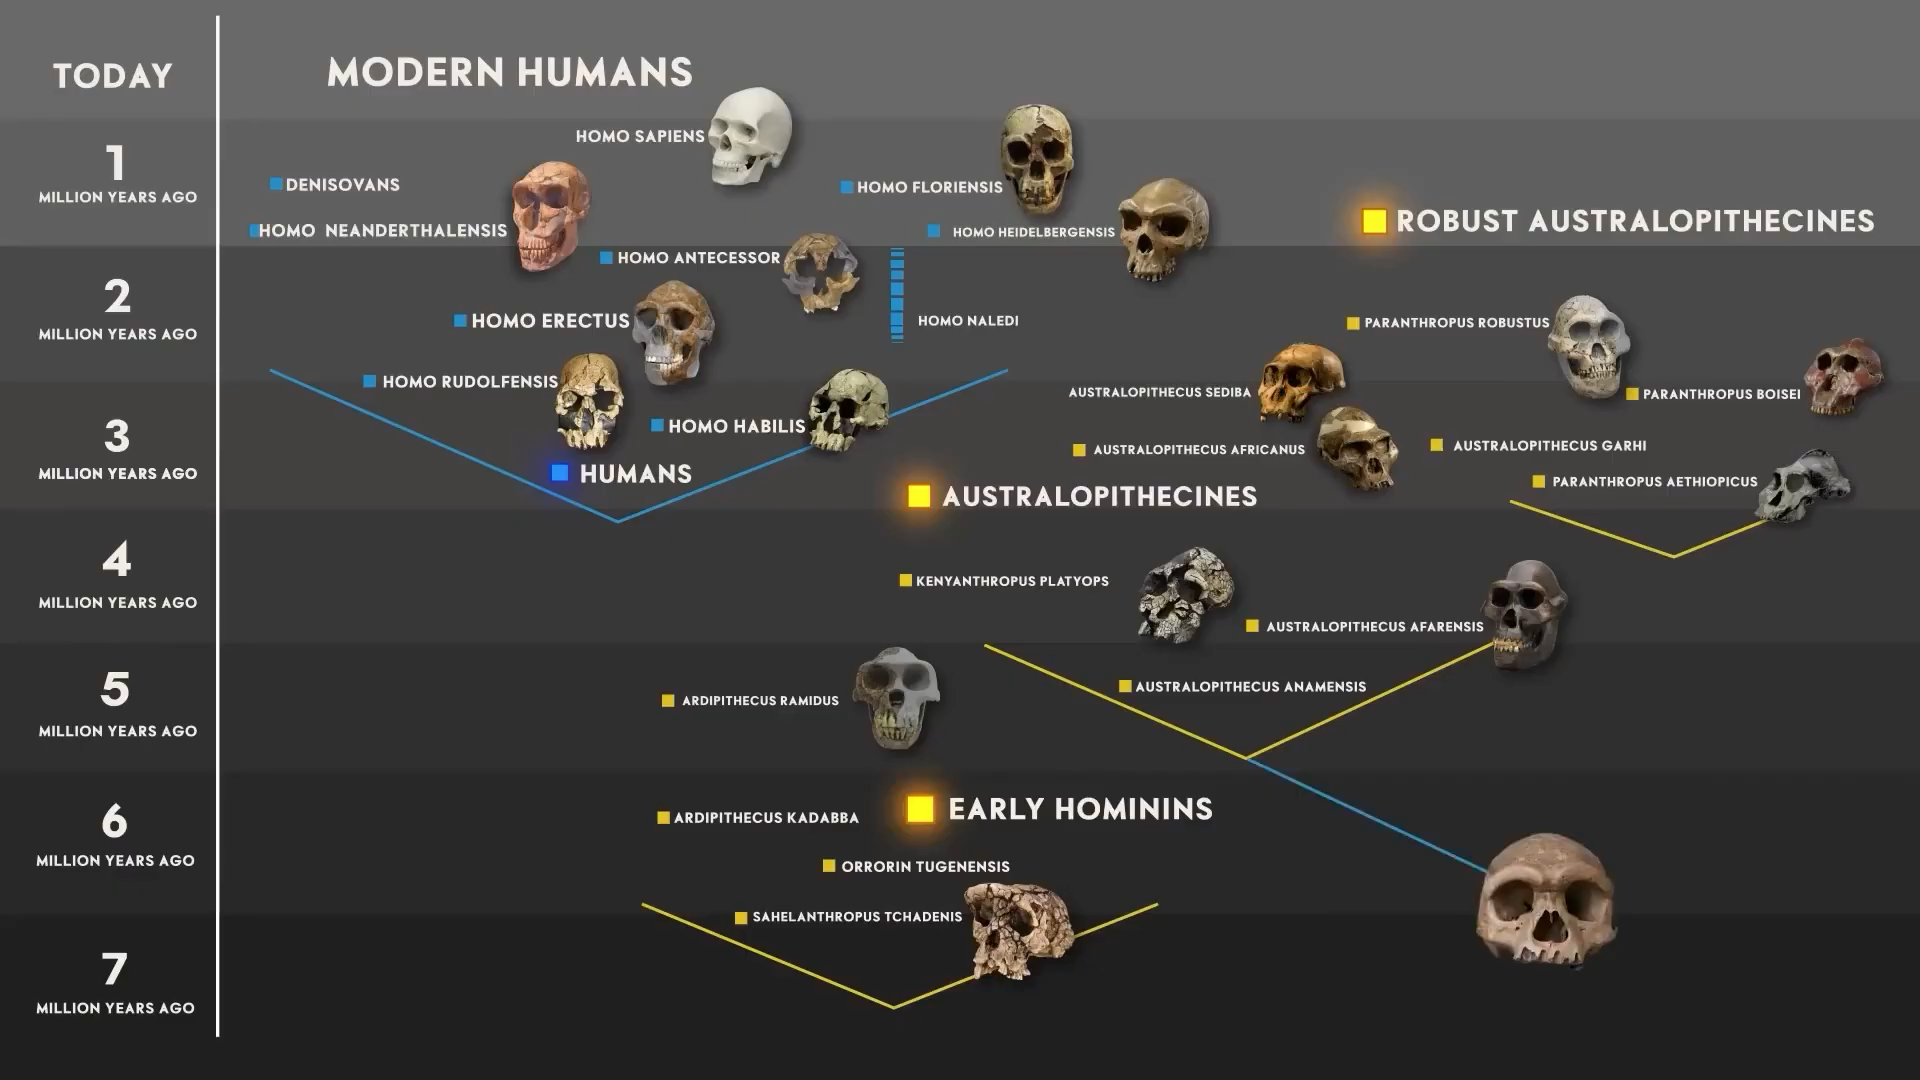 TODAY
MODERN HUMANS
HOMO SAPIENS
1
MILLION YEARS AGO
DENISOVANS
HOMO FLORIENSIS
HOMO NEANDERTHALENSIS
HOMO HEIDELBERGENSIS
ROBUST AUSTRALOPITHECINES
HOMO ANTECESSOR
2
MILLION YEARS AGO
HOMO ERECTUS
HOMO NALEDI
PARANTHROPUS ROBUSTUS
HOMO RUDOLFENSIS
AUSTRALOPITHECUS SEDIBA
PARANTHROPUS BOISEI
3
MILLION YEARS AGO
HOMO HABILIS
AUSTRALOPITHECUS AFRICANUS
AUSTRALOPITHECUS GARHI
HUMANS
PARANTHROPUS AETHIOPICUS
AUSTRALOPITHECINES
4
MILLION YEARS AGO
KENYANTHROPUS PLATYOPS
AUSTRALOPITHECUS AFARENSIS
5
MILLION YEARS AGO
AUSTRALOPITHECUS ANAMENSIS
ARDIPITHECUS RAMIDUS
6
MILLION YEARS AGO
ARDIPITHECUS KADABBA
EARLY HOMININS
ORRORIN TUGENENSIS
SAHELANTHROPUS TCHADENIS
7
MILLION YEARS AGO